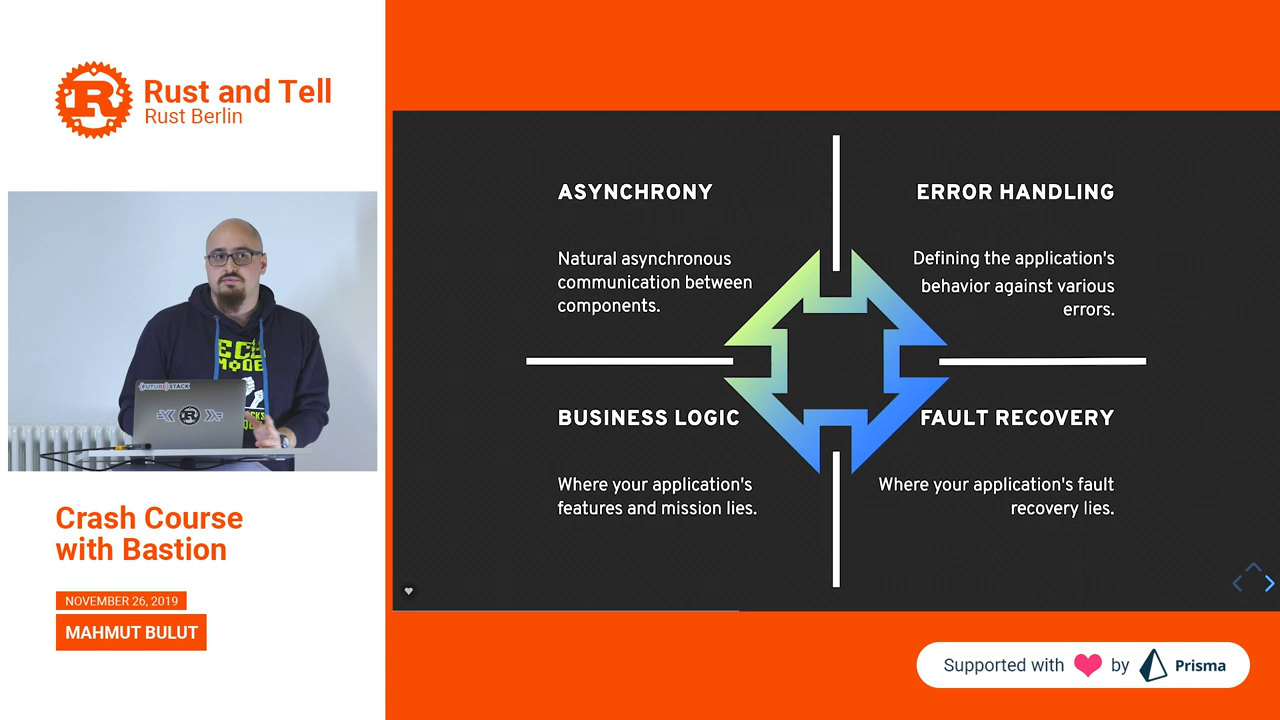 Rust and Tell
Rust Berlin
Crash Course
with Bastion
NOVEMBER 26, 2019
MAHMUT BULUT
ASYNCHRONY
Natural asynchronous
communication between
components.
ERROR HANDLING
Defining the application's
behavior against various
errors.
BUSINESS LOGIC
Where your application's
features and mission lies.
FAULT RECOVERY
Where your application's fault
recovery lies.
Supported with
by
Prisma